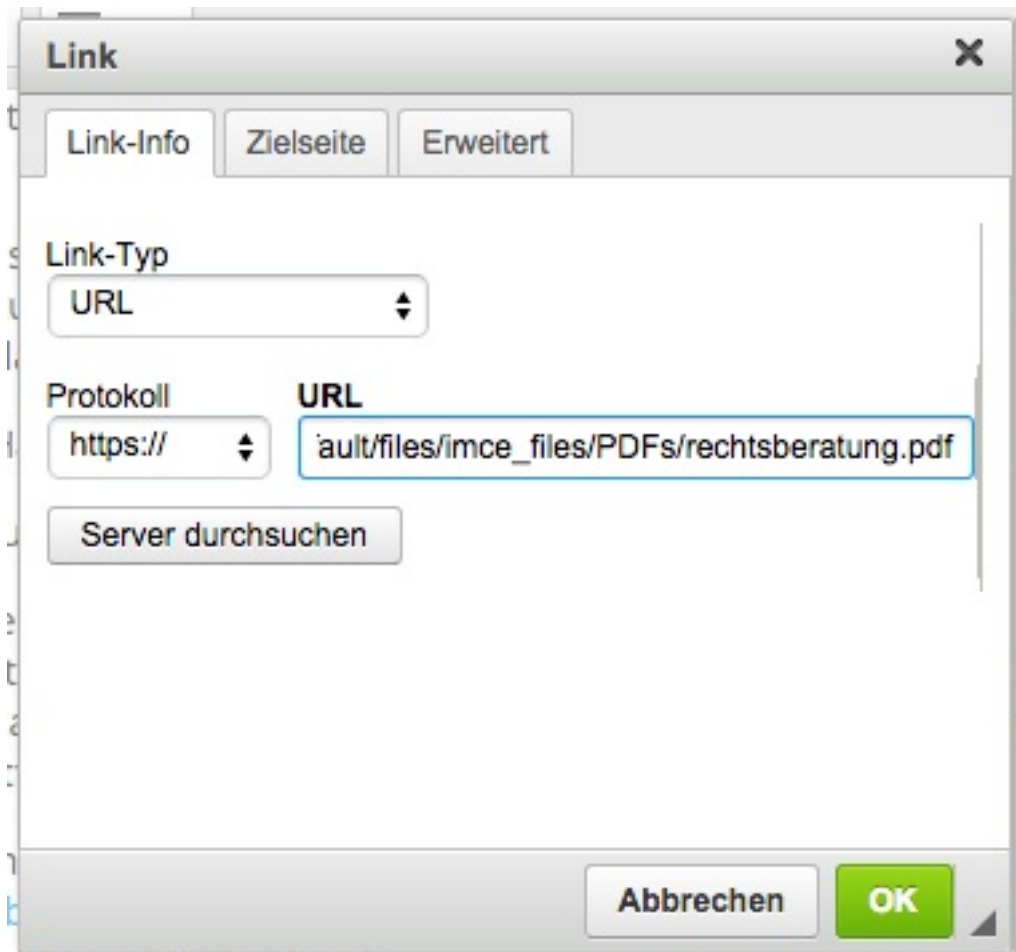 Link
Link-Info Zielseite Erweitert
Link-Typ
URL
Protokoll URL
https:// ault/files/imce_files/PDFs/rechtsberatung.pdf
Server durchsuchen
Abbrechen OK